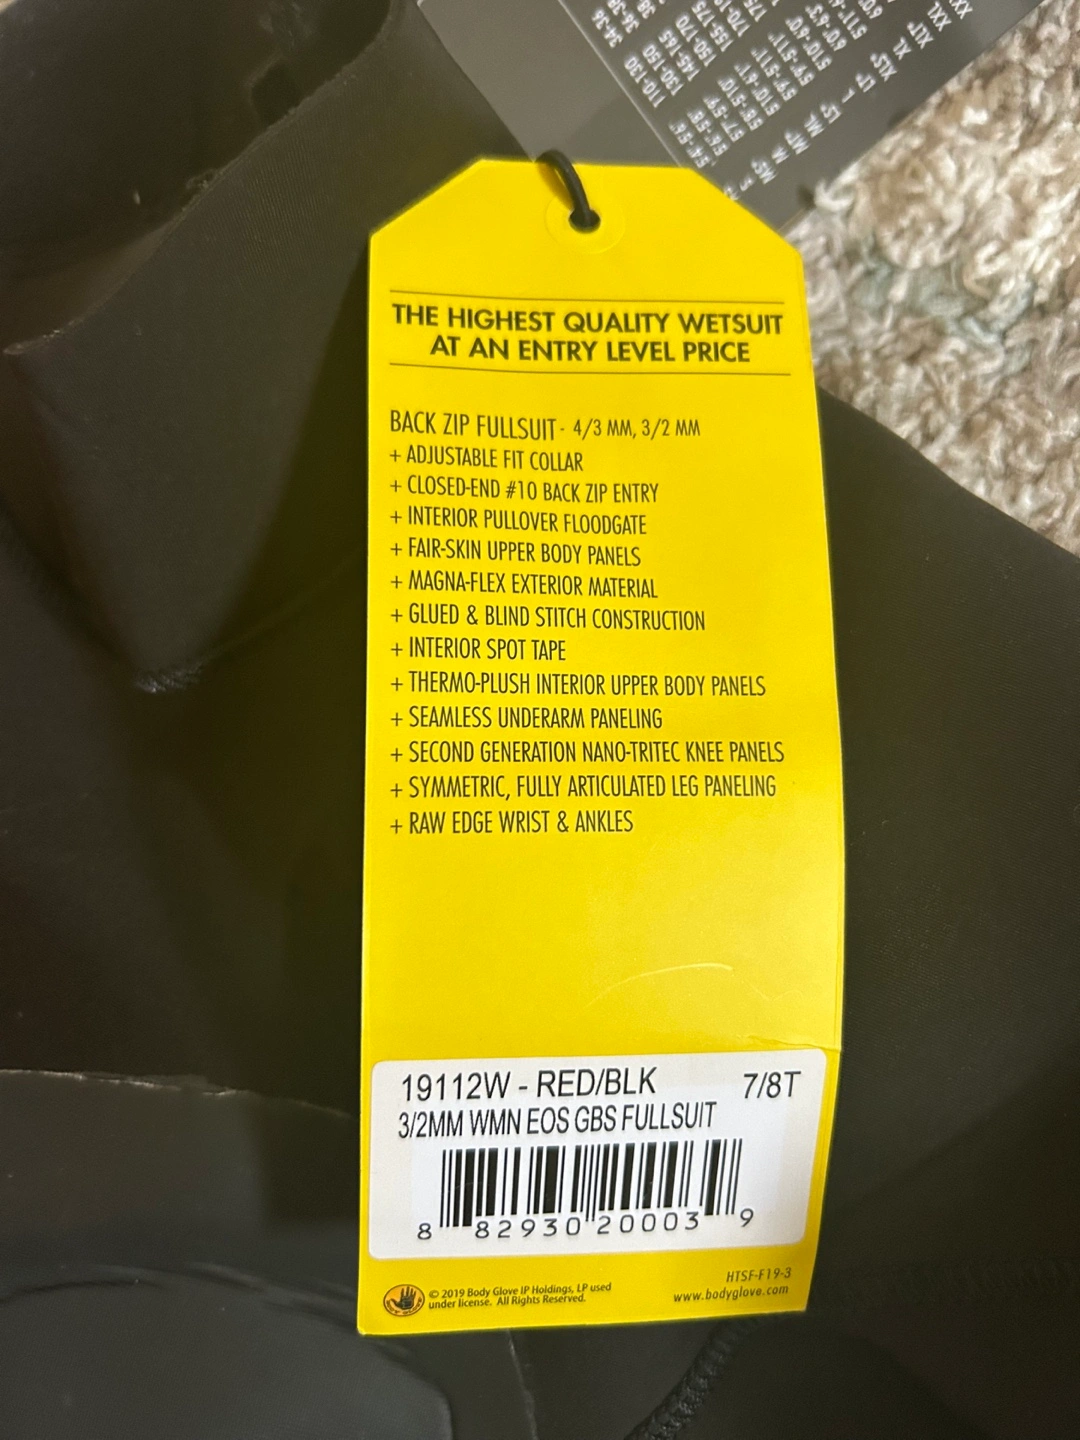 THE HIGHEST QUALITY WETSUIT
AT AN ENTRY LEVEL PRICE
BACK ZIP FULLSUIT - 4/3 MM, 3/2 MM
+ ADJUSTABLE FIT COLLAR
+ CLOSED-END #10 BACK ZIP ENTRY
+ INTERIOR PULLOVER FLOODGATE
+ FAIR-SKIN UPPER BODY PANELS
+ MAGNA-FLEX EXTERIOR MATERIAL
+ GLUED & BLIND STITCH CONSTRUCTION
+ INTERIOR SPOT TAPE
+ THERMO-PLUSH INTERIOR UPPER BODY PANELS
+ SEAMLESS UNDERARM PANELING
+ SECOND GENERATION NANO-TRITEC KNEE PANELS
+ SYMMETRIC, FULLY ARTICULATED LEG PANELING
+ RAW EDGE WRIST & ANKLES
19112W - RED/BLK 7/8T
3/2MM WMN EOS GBS FULLSUIT
8 82930 20003 9
HTSF-F19-3
© 2019 Body Glove IP Holdings, LP used
under license. All Rights Reserved.
www.bodyglove.com